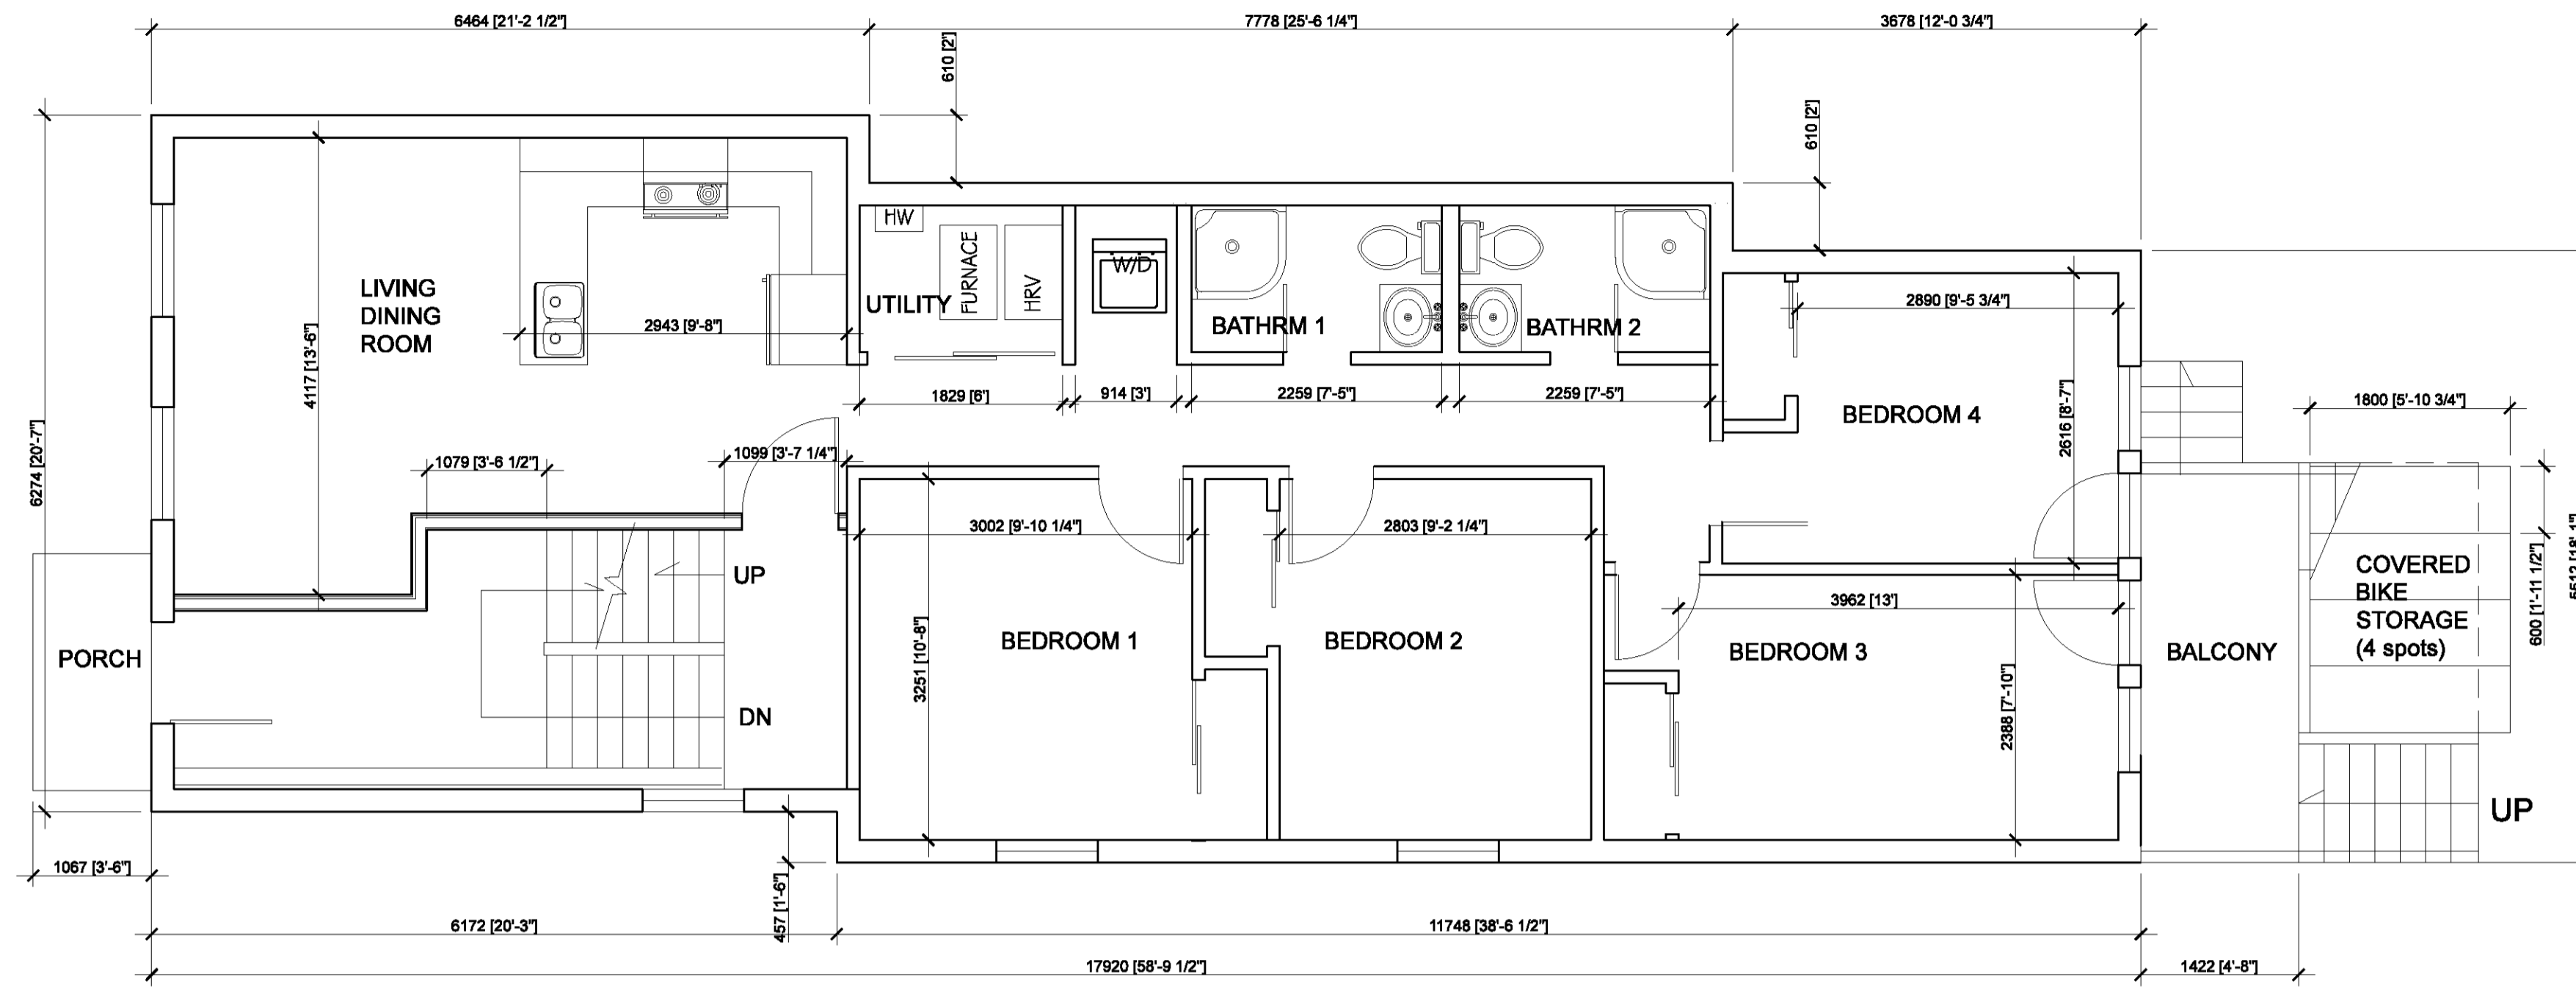 6464 [21'-2 1/2"]
7778 [25'-6 1/4"]
3678 [12'-0 3/4"]
610 [2']
610 [2']
HW
FURNACE
HRV
W/D
UTILITY
LIVING
DINING
ROOM
2943 [9'-8"]
BATHRM 1
BATHRM 2
2890 [9'-5 3/4"]
4117 [13'-6"]
1829 [6']
914 [3']
2259 [7'-5"]
2259 [7'-5"]
BEDROOM 4
2616 [8'-7"]
1800 [5'-10 3/4"]
6274 [20'-7"]
1079 [3'-6 1/2"]
1099 [3'-7 1/4"]
3002 [9'-10 1/4"]
2803 [9'-2 1/4"]
UP
COVERED
BIKE
STORAGE
(4 spots)
600 [1'-11 1/2"]
5512 [18'-1"]
3962 [13']
PORCH
BEDROOM 1
BEDROOM 2
BEDROOM 3
BALCONY
3251 [10'-8"]
2388 [7'-10"]
DN
UP
1067 [3'-6"]
457 [1'-6"]
6172 [20'-3"]
11748 [38'-6 1/2"]
17920 [58'-9 1/2"]
1422 [4'-8"]